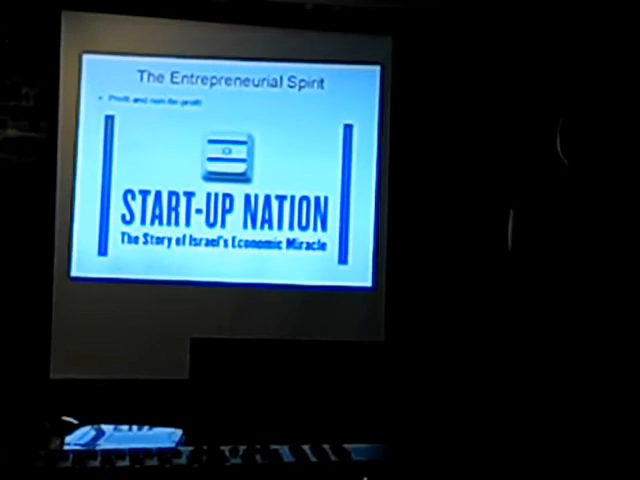 The Entrepreneurial Spirit
• Profit and non-for-profit
START-UP NATION
The Story of Israel's Economic Miracle